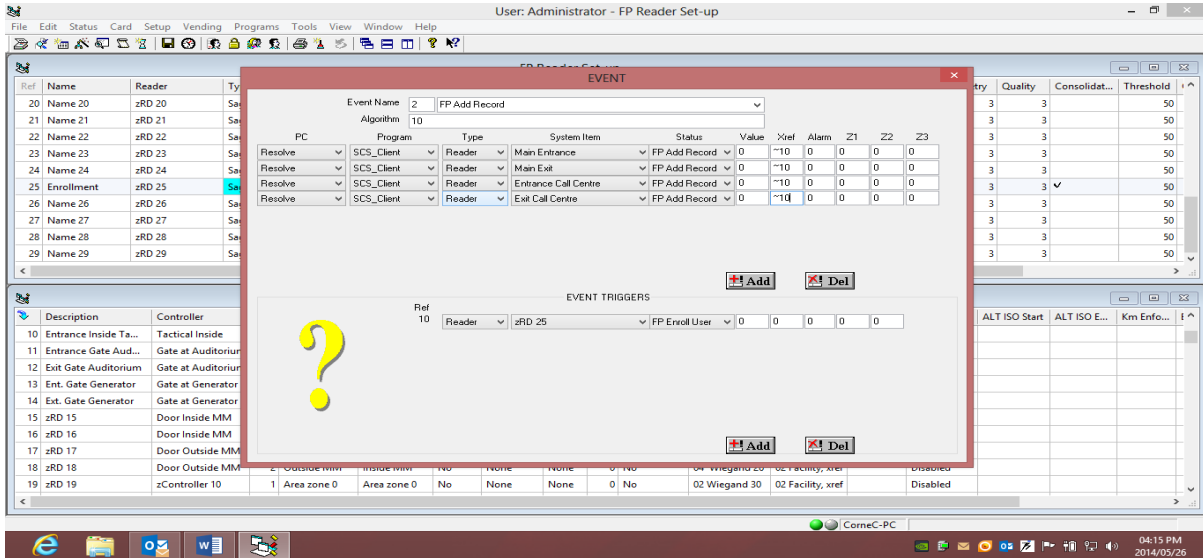 User: Administrator - FP Reader Set-up
File Edit Status Card Setup Vending Programs Tools View Window Help
EVENT
Ref Name Reader
Quality Consolidat... Threshold
20 Name 20 zRD 20 3 3 50
21 Name 21 zRD 21 3 3 50
22 Name 22 zRD 22 3 3 50
23 Name 23 zRD 23 3 3 50
24 Name 24 zRD 24 3 3 50
25 Enrollment zRD 25 3 3 50
26 Name 26 zRD 26 3 3 50
27 Name 27 zRD 27 3 3 50
28 Name 28 zRD 28 3 3 50
29 Name 29 zRD 29 3 3 50
Event Name 2 FP Add Record
Algorithm 10
PC Program Type System Item Status Value Xref Alarm Z1 Z2 Z3
Resolve SCS_Client Reader Main Entrance FP Add Record 0 ~10 0 0 0 0
Resolve SCS_Client Reader Main Exit FP Add Record 0 ~10 0 0 0 0
Resolve SCS_Client Reader Entrance Call Centre FP Add Record 0 ~10 0 0 0 0
Resolve SCS_Client Reader Exit Call Centre FP Add Record 0 ~10 0 0 0 0
Add Del
EVENT TRIGGERS
Ref
10 Reader zRD 25 FP Enroll User 0 0 0 0 0
?
Add Del
Description Controller
ALT ISO Start ALT ISO E... Km Enfo...
10 Entrance Inside Ta... Tactical Inside
11 Entrance Gate Aud... Gate at Auditorium
12 Exit Gate Auditorium Gate at Auditorium
13 Ent. Gate Generator Gate at Generator
14 Ext. Gate Generator Gate at Generator
15 zRD 15 Door Inside MM
16 zRD 16 Door Inside MM
17 zRD 17 Door Outside MM
18 zRD 18 Door Outside MM 2 Outside MM Inside MM No None None 0 No 04 Wiegand 26 02 Facility, xref Disabled
19 zRD 19 zController 10 1 Area zone 0 Area zone 0 No None None 0 No 02 Wiegand 30 02 Facility, xref Disabled
CorneC-PC
04:15 PM
2014/05/26